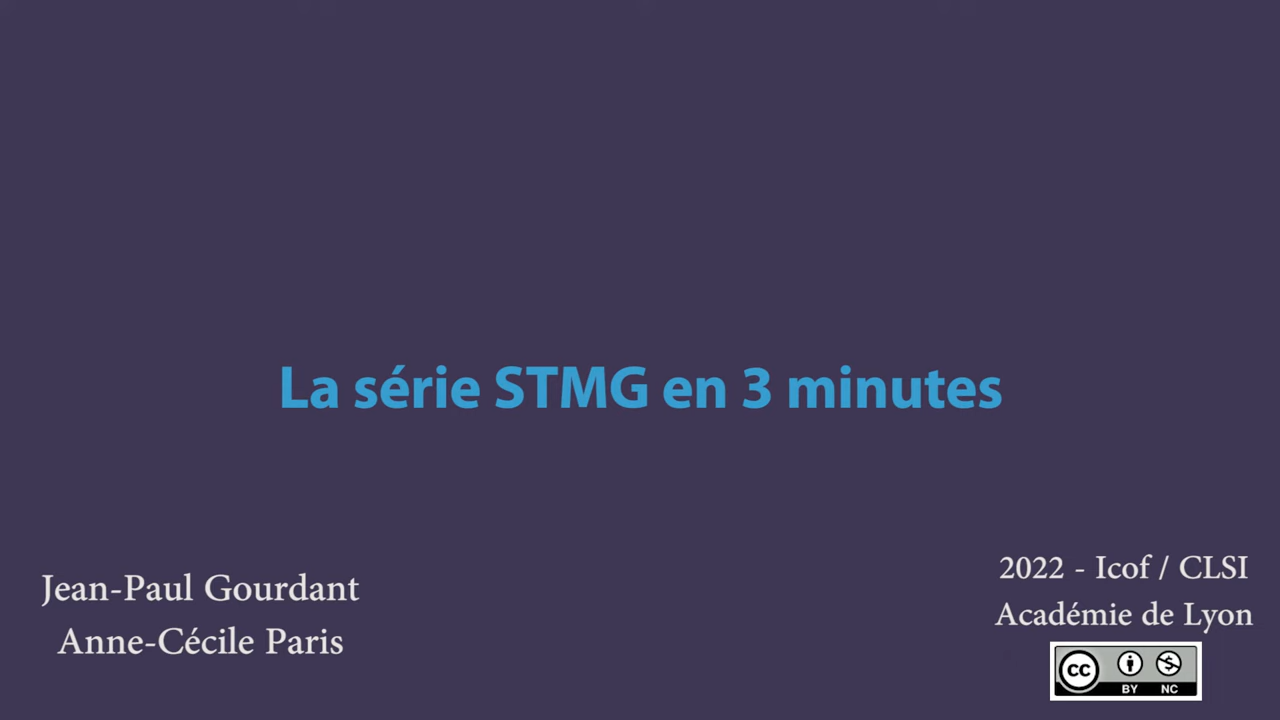 La série STMG en 3 minutes
Jean-Paul Gourdant
Anne-Cécile Paris
2022 - Icof / CLSI
Académie de Lyon
cc
BY NC